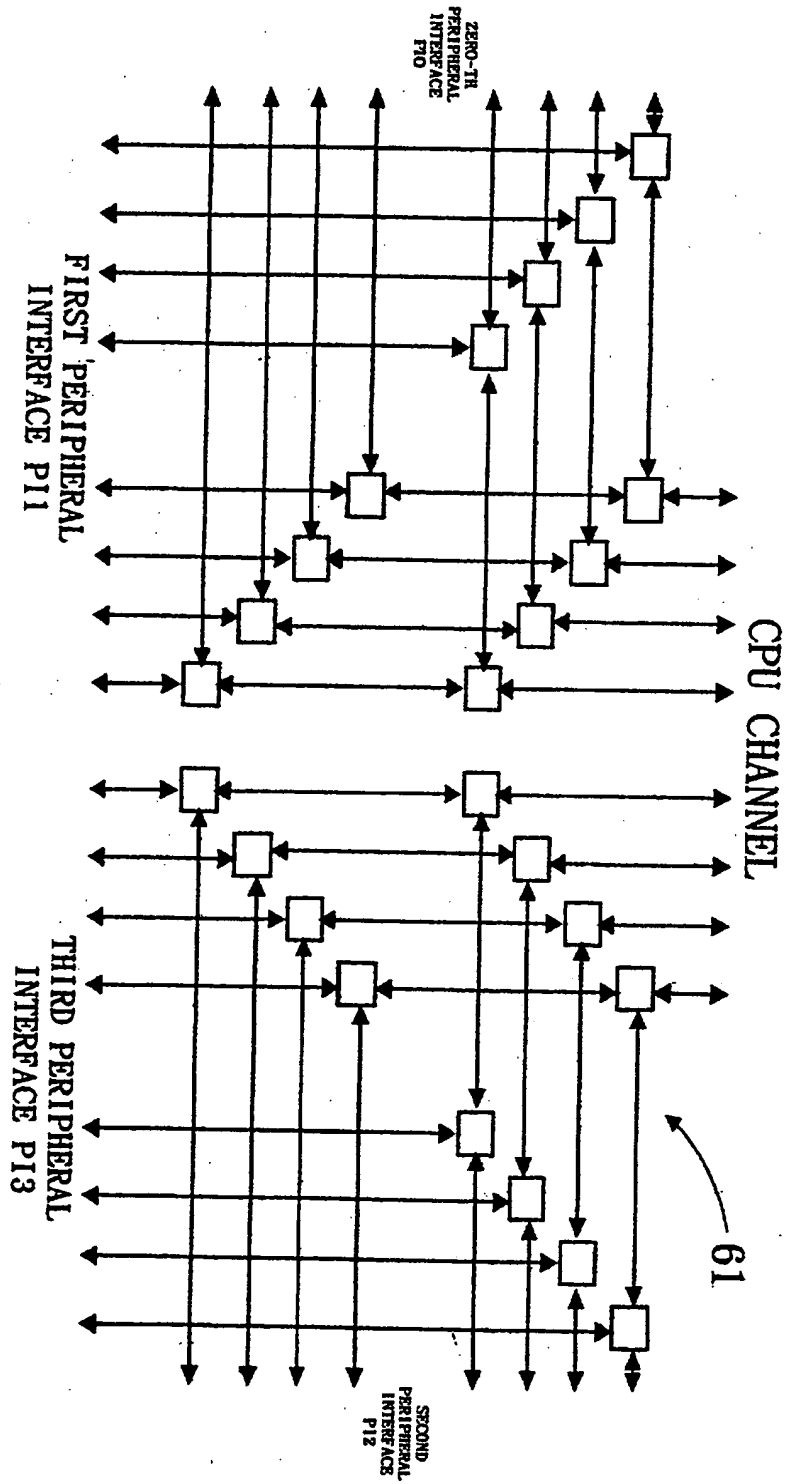 ZERO-TH
PERIPHERAL
INTERFACE
PI0
FIRST PERIPHERAL
INTERFACE PI1
CPU CHANNEL
THIRD PERIPHERAL
INTERFACE PI3
61
SECOND
PERIPHERAL
INTERFACE
PI2